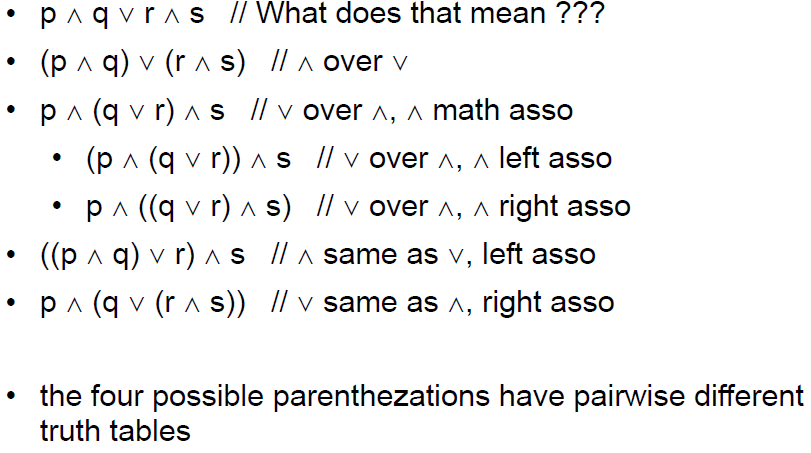 • p ∧ q ∨ r ∧ s // What does that mean ???
• (p ∧ q) ∨ (r ∧ s) // ∧ over ∨
• p ∧ (q ∨ r) ∧ s // ∨ over ∧, ∧ math asso
• (p ∧ (q ∨ r)) ∧ s // ∨ over ∧, ∧ left asso
• p ∧ ((q ∨ r) ∧ s) // ∨ over ∧, ∧ right asso
• ((p ∧ q) ∨ r) ∧ s // ∧ same as ∨, left asso
• p ∧ (q ∨ (r ∧ s)) // ∨ same as ∧, right asso
• the four possible parenthezations have pairwise different
truth tables